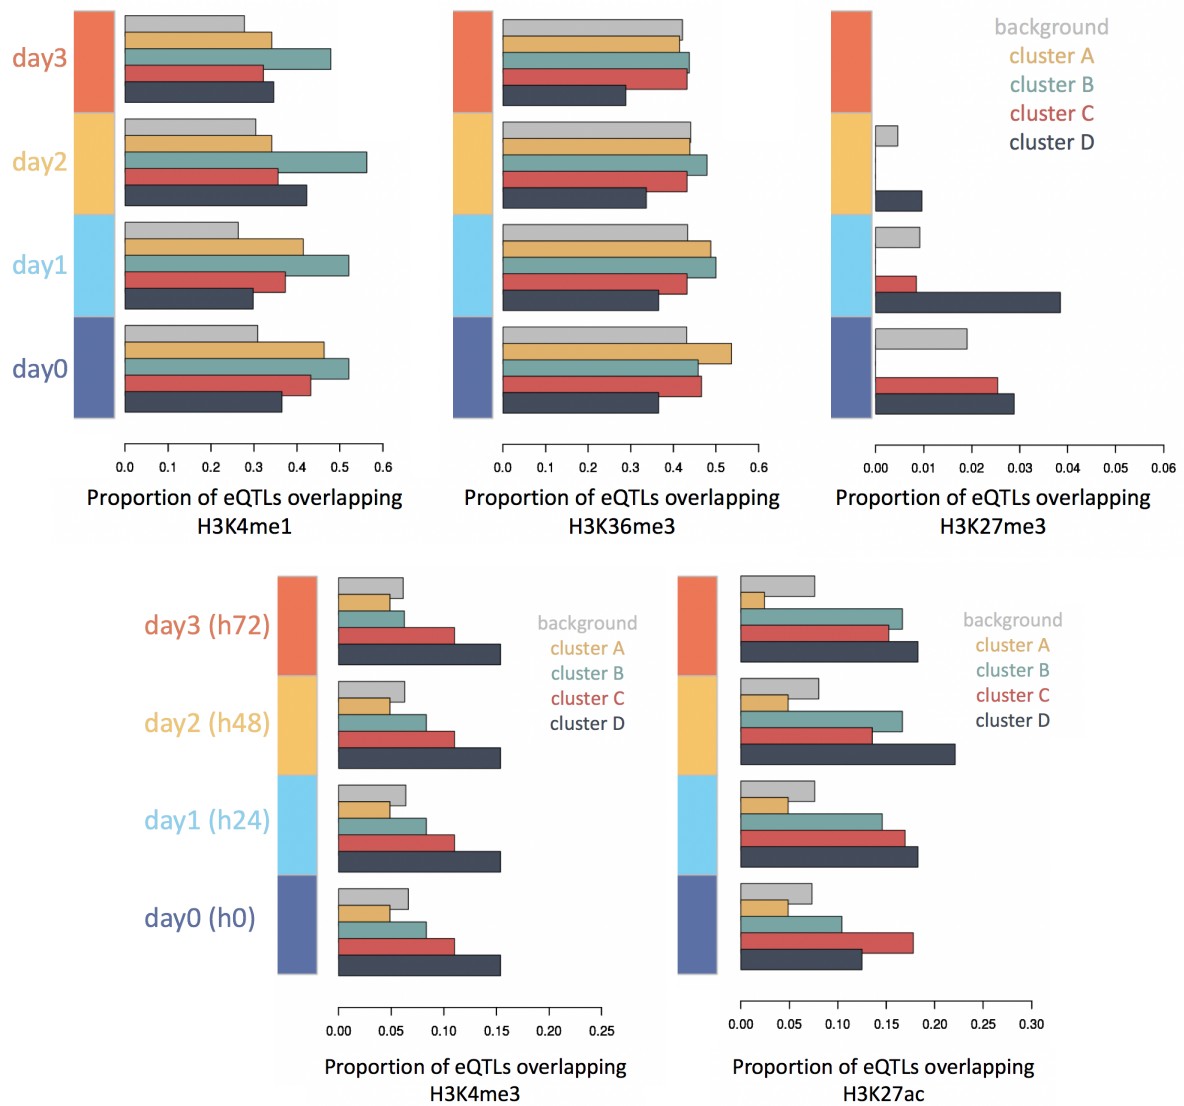 day3
day2
day1
day0
background
cluster A
cluster B
cluster C
cluster D
0.0 0.1 0.2 0.3 0.4 0.5 0.6
Proportion of eQTLs overlapping
H3K4me1
0.0 0.1 0.2 0.3 0.4 0.5 0.6
Proportion of eQTLs overlapping
H3K36me3
0.00 0.01 0.02 0.03 0.04 0.05 0.06
Proportion of eQTLs overlapping
H3K27me3
day3 (h72)
day2 (h48)
day1 (h24)
day0 (h0)
background
cluster A
cluster B
cluster C
cluster D
0.00 0.05 0.10 0.15 0.20 0.25
Proportion of eQTLs overlapping
H3K4me3
background
cluster A
cluster B
cluster C
cluster D
0.00 0.05 0.10 0.15 0.20 0.25 0.30
Proportion of eQTLs overlapping
H3K27ac